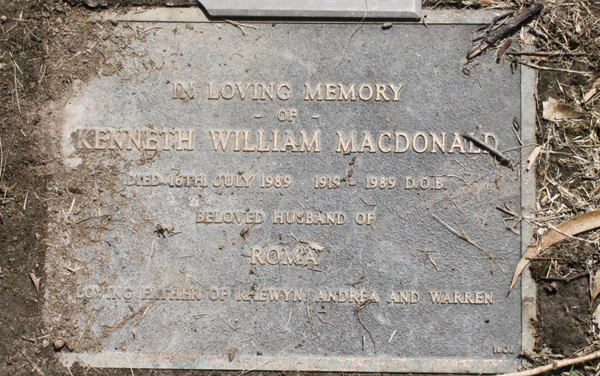 IN LOVING MEMORY
- OF -
KENNETH WILLIAM MACDONALD
DIED 16TH JULY 1989 1919 - 1989 D.O.B.
BELOVED HUSBAND OF
ROMA
LOVING FATHER OF RAEWYN, ANDREA AND WARREN